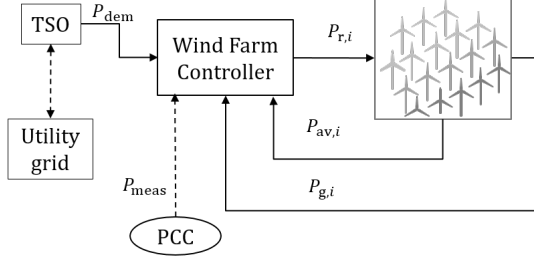 TSO
P_dem
Wind Farm
Controller
P_r,i
P_av,i
Utility
grid
P_meas
P_g,i
PCC